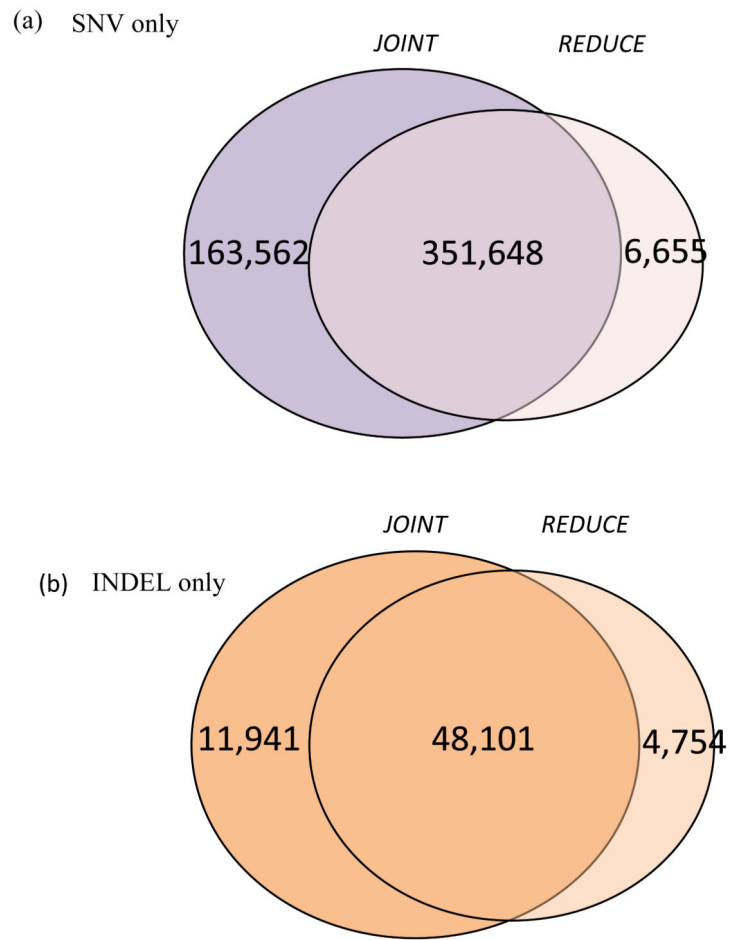 (a) SNV only
JOINT REDUCE
163,562 351,648 6,655
JOINT REDUCE
(b) INDEL only
11,941 48,101 4,754